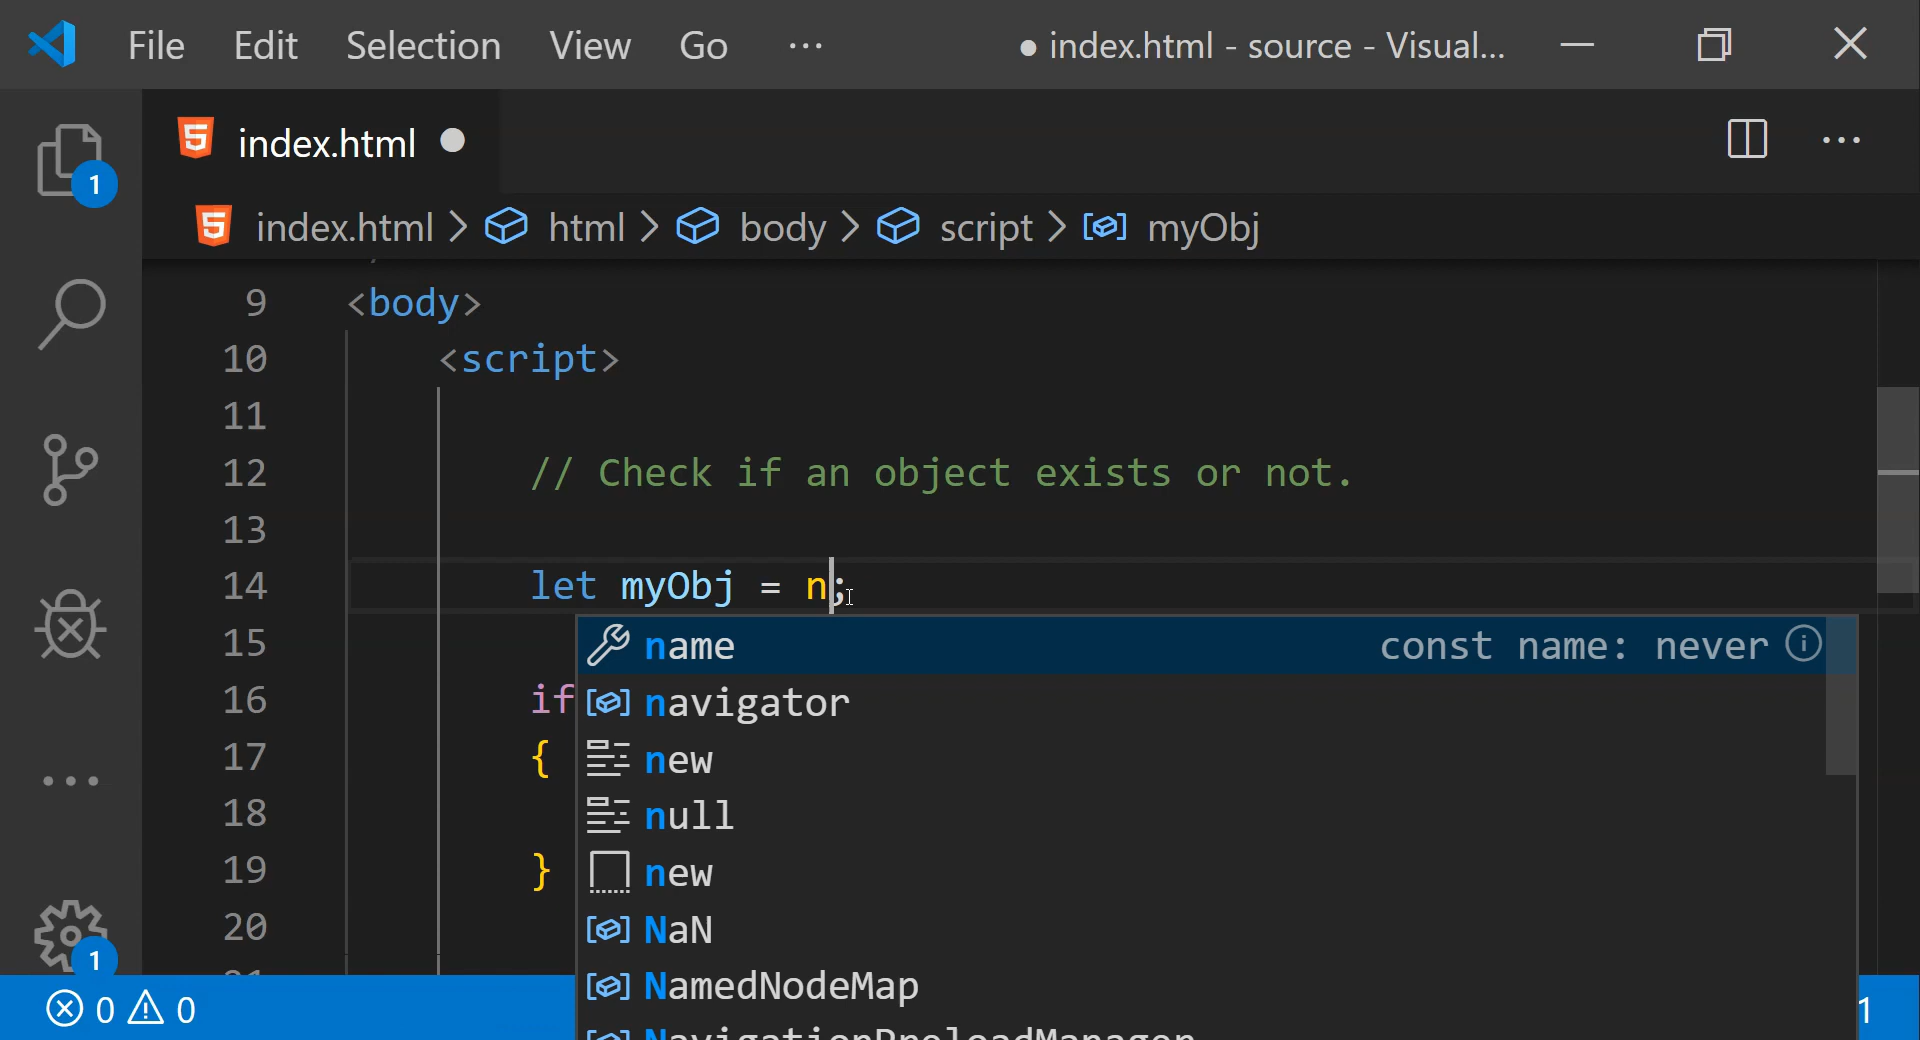 File Edit Selection View Go ... ● index.html - source - Visual...
index.html ●
1
index.html > html > body > script > myObj
9 <body>
10 <script>
11
12 // Check if an object exists or not.
13
14 let myObj = n;
15
name const name: never
16 if
navigator
17 {
new
18
null
19 }
new
20
NaN
NamedNodeMap
1
0 0
1